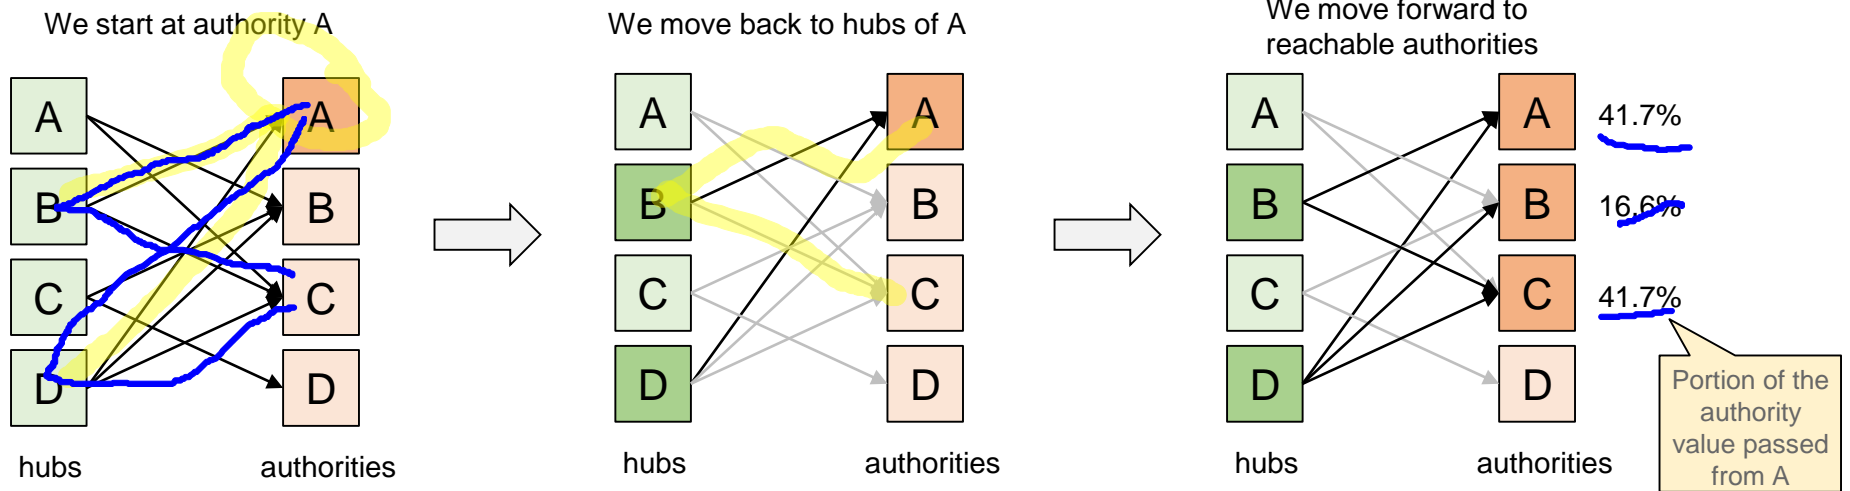 We start at authority A
We move back to hubs of A
We move forward to
reachable authorities
A
B
C
D
A
B
C
D
hubs
authorities
A
B
C
D
A
B
C
D
hubs
authorities
A
B
C
D
A
B
C
D
41.7%
16.6%
41.7%
hubs
authorities
Portion of the
authority
value passed
from A